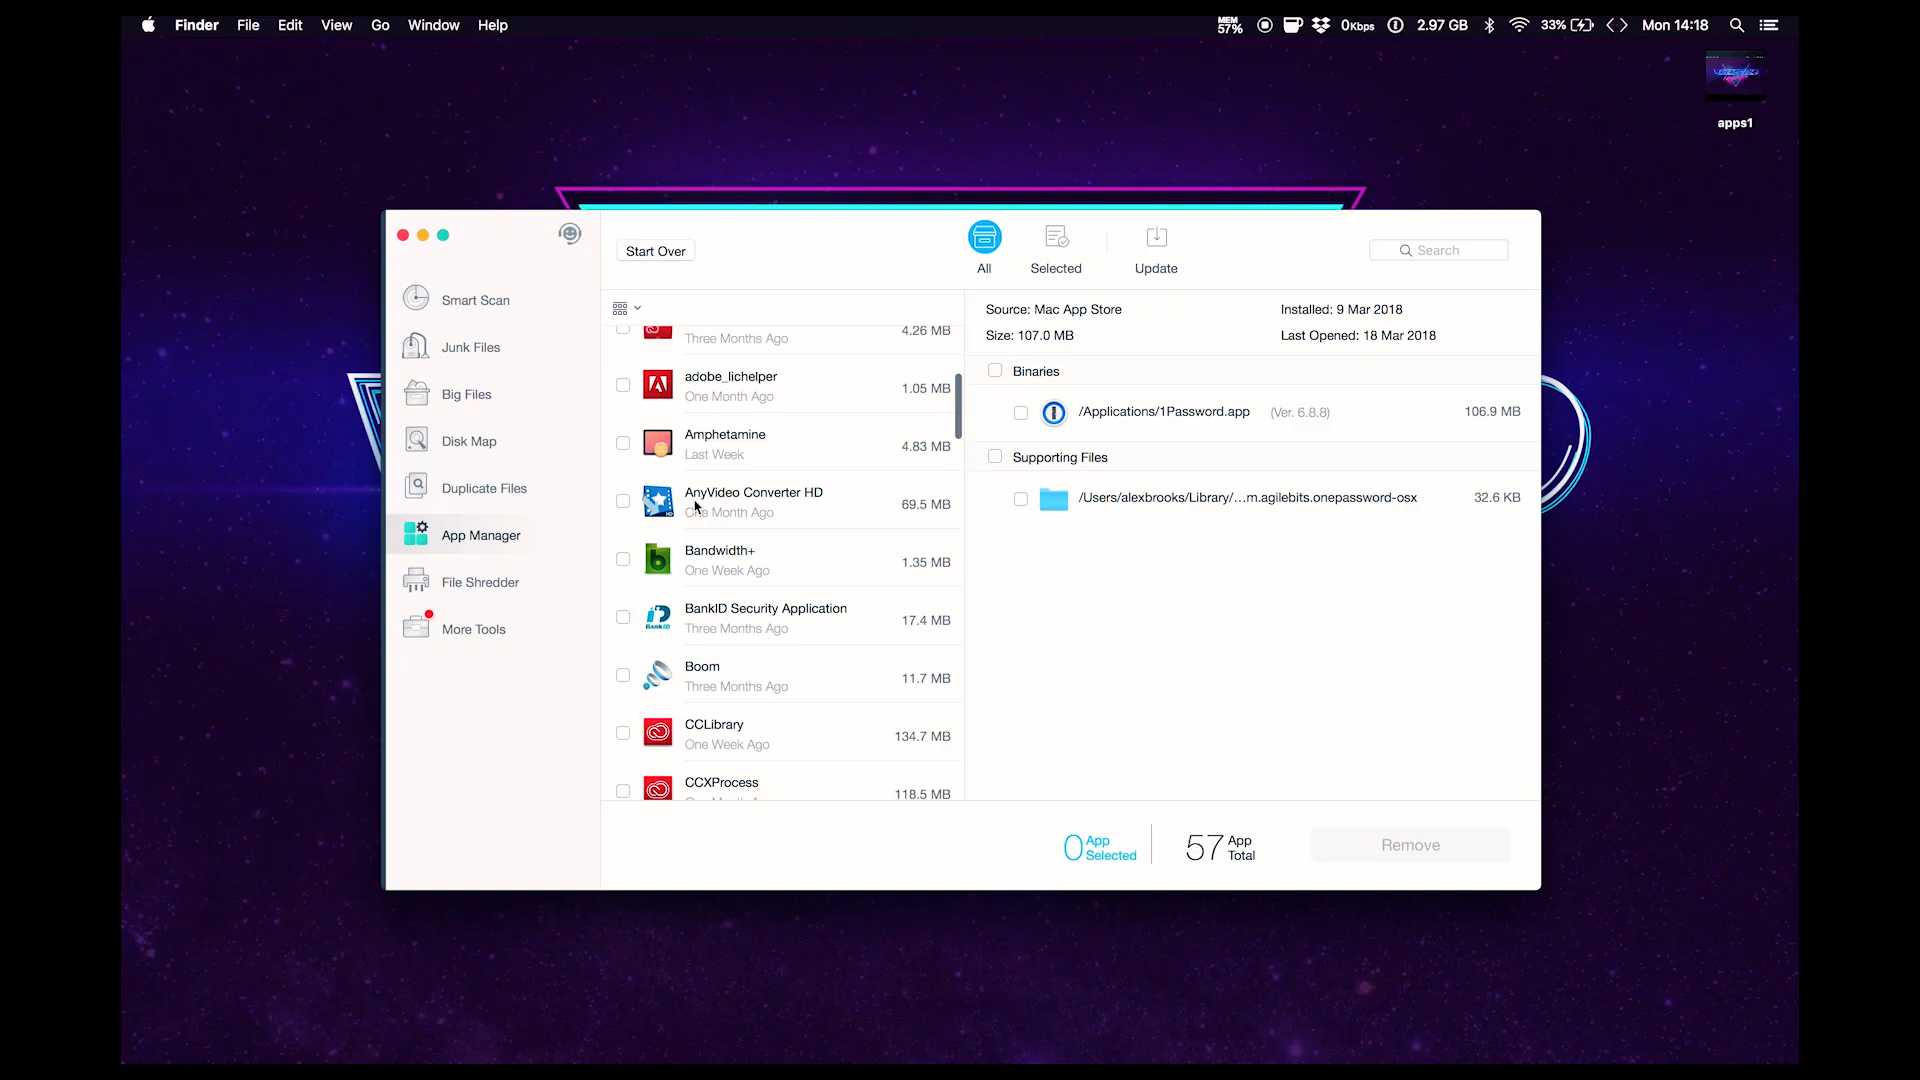 Finder File Edit View Go Window Help
MEM 57% 0Kbps 2.97 GB 33% Mon 14:18
apps1
Start Over
All
Selected
Update
Search
Smart Scan
Junk Files
Big Files
Disk Map
Duplicate Files
App Manager
File Shredder
More Tools
Three Months Ago 4.26 MB
adobe_lichelper
One Month Ago
1.05 MB
Amphetamine
Last Week
4.83 MB
AnyVideo Converter HD
One Month Ago
69.5 MB
Bandwidth+
One Week Ago
1.35 MB
BankID Security Application
Three Months Ago
17.4 MB
Boom
Three Months Ago
11.7 MB
CCLibrary
One Week Ago
134.7 MB
CCXProcess
118.5 MB
Source: Mac App Store Installed: 9 Mar 2018
Size: 107.0 MB Last Opened: 18 Mar 2018
Binaries
/Applications/1Password.app (Ver. 6.8.8) 106.9 MB
Supporting Files
/Users/alexbrooks/Library/...m.agilebits.onepassword-osx 32.6 KB
0 App Selected
57 App Total
Remove